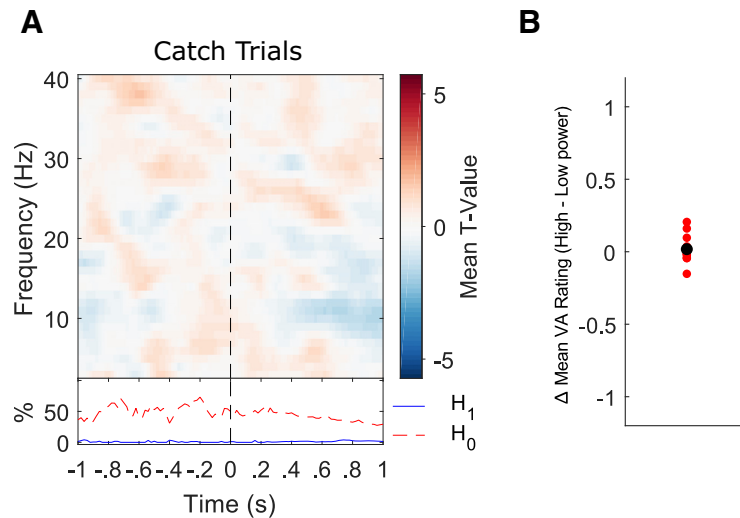 A
Catch Trials
40
30
20
10
Frequency (Hz)
5
0
-5
Mean T-Value
%
50
0
-1 -.8 -.6 -.4 -.2 0 .2 .4 .6 .8 1
Time (s)
H1
H0
B
1
0.5
0
-0.5
-1
Δ Mean VA Rating (High - Low power)